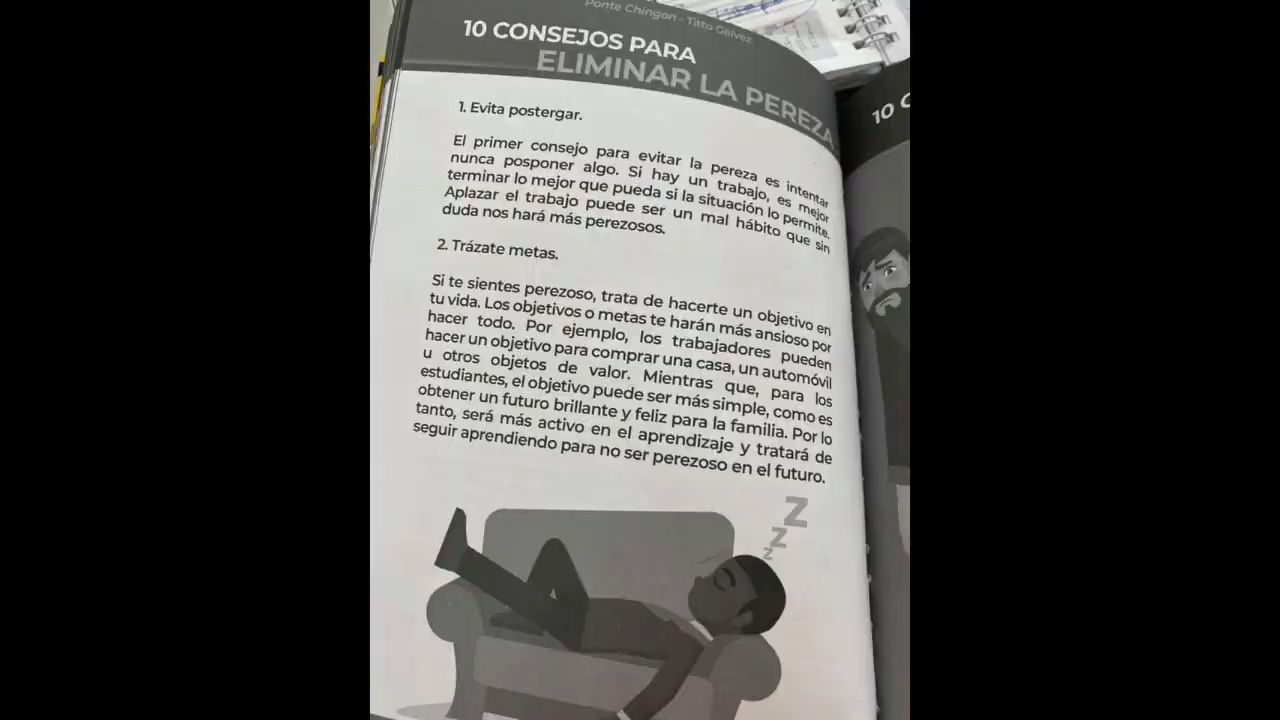 Ponte Chingon - Titto Gálvez
10 CONSEJOS PARA
ELIMINAR LA PEREZA
1. Evita postergar.
El primer consejo para evitar la pereza es intentar
nunca posponer algo. Si hay un trabajo, es mejor
terminar lo mejor que pueda si la situación lo permite.
Aplazar el trabajo puede ser un mal hábito que sin
duda nos hará más perezosos.
2. Trázate metas.
Si te sientes perezoso, trata de hacerte un objetivo en
tu vida. Los objetivos o metas te harán más ansioso por
hacer todo. Por ejemplo, los trabajadores pueden
hacer un objetivo para comprar una casa, un automóvil
u otros objetos de valor. Mientras que, para los
estudiantes, el objetivo puede ser más simple, como es
obtener un futuro brillante y feliz para la familia. Por lo
tanto, será más activo en el aprendizaje y tratará de
seguir aprendiendo para no ser perezoso en el futuro.
Z
Z
Z
10 C